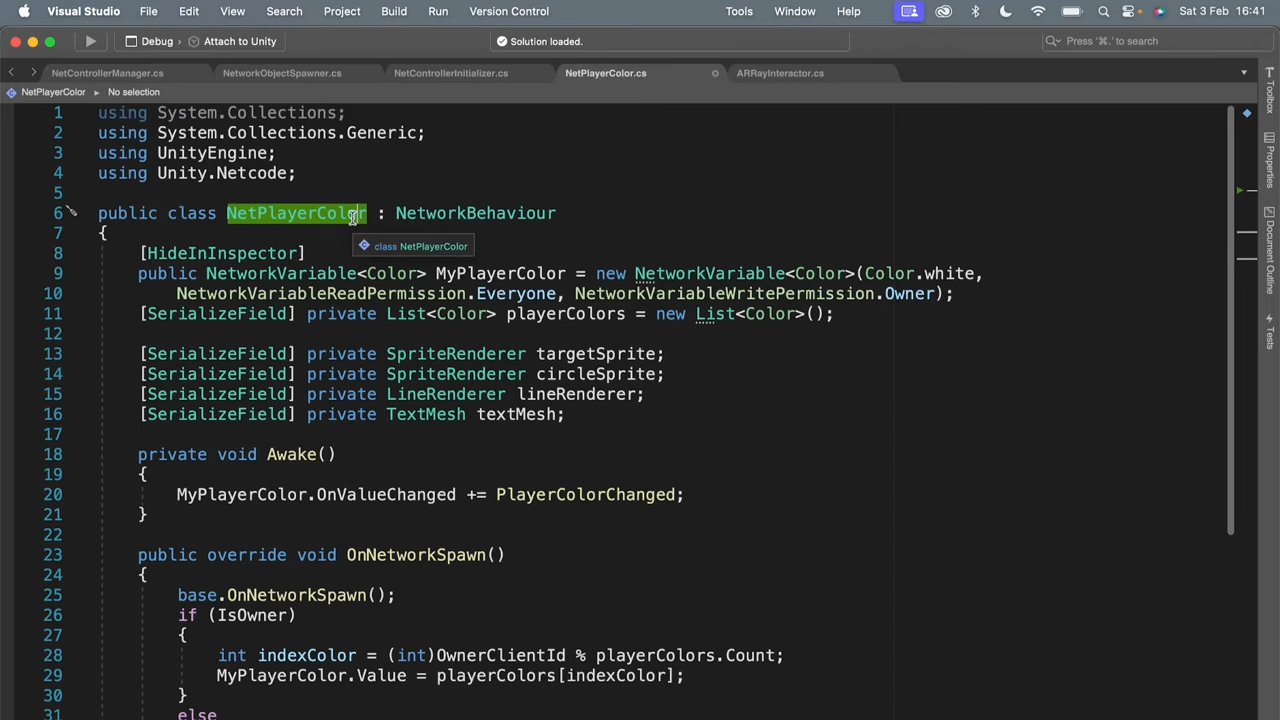 Visual Studio File Edit View Search Project Build Run Version Control Tools Window Help Sat 3 Feb 16:41
Debug › Attach to Unity Solution loaded. Press '⌘.' to search
NetControllerManager.cs NetworkObjectSpawner.cs NetControllerInitializer.cs NetPlayerColor.cs ARRayInteractor.cs
NetPlayerColor No selection
1 using System.Collections;
2 using System.Collections.Generic;
3 using UnityEngine;
4 using Unity.Netcode;
5
6 public class NetPlayerColor : NetworkBehaviour
7 {
class NetPlayerColor
8 [HideInInspector]
9 public NetworkVariable<Color> MyPlayerColor = new NetworkVariable<Color>(Color.white,
10 NetworkVariableReadPermission.Everyone, NetworkVariableWritePermission.Owner);
11 [SerializeField] private List<Color> playerColors = new List<Color>();
12
13 [SerializeField] private SpriteRenderer targetSprite;
14 [SerializeField] private SpriteRenderer circleSprite;
15 [SerializeField] private LineRenderer lineRenderer;
16 [SerializeField] private TextMesh textMesh;
17
18 private void Awake()
19 {
20 MyPlayerColor.OnValueChanged += PlayerColorChanged;
21 }
22
23 public override void OnNetworkSpawn()
24 {
25 base.OnNetworkSpawn();
26 if (IsOwner)
27 {
28 int indexColor = (int)OwnerClientId % playerColors.Count;
29 MyPlayerColor.Value = playerColors[indexColor];
30 }
31 else
Toolbox
Properties
Document Outline
Tests